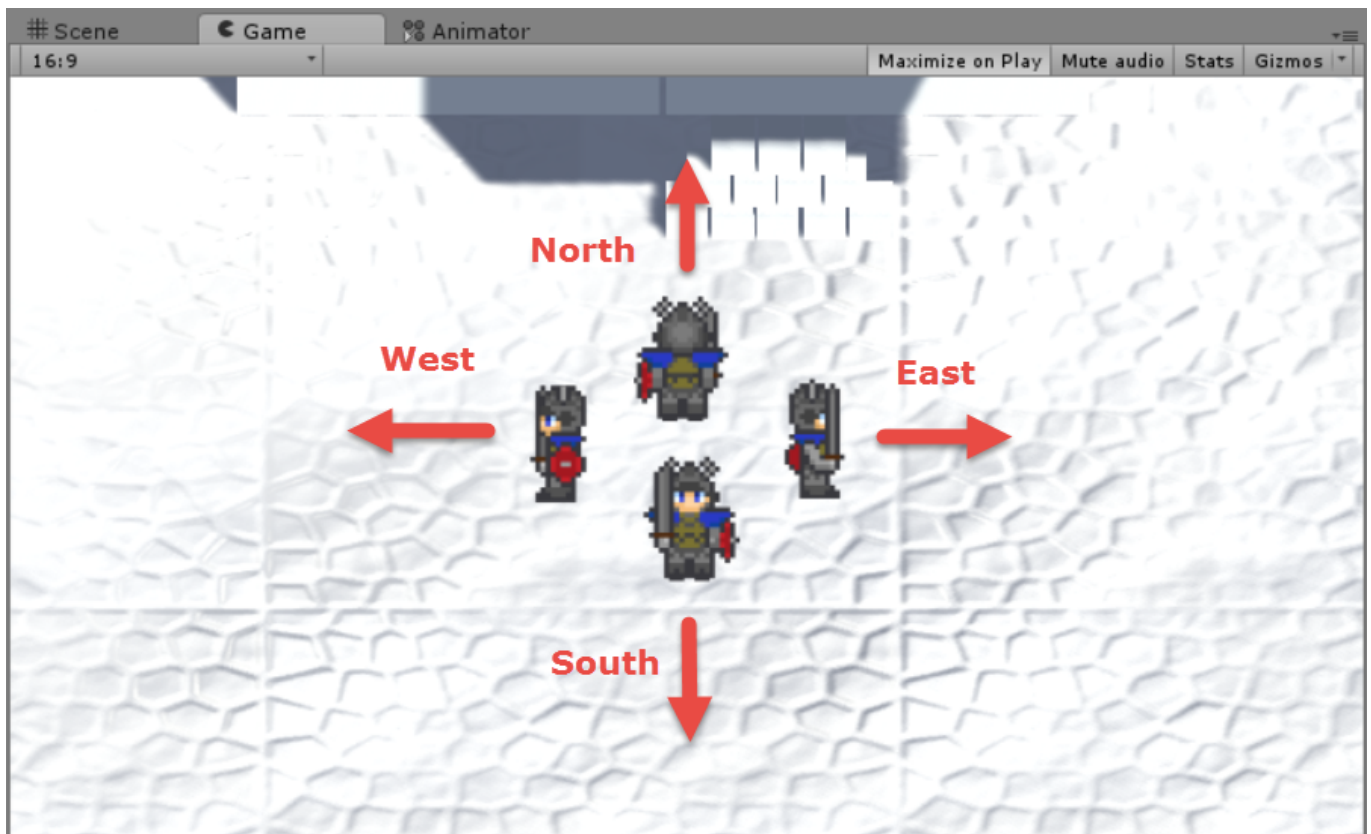 Scene Game Animator
16:9 Maximize on Play Mute audio Stats Gizmos
North
West
East
South